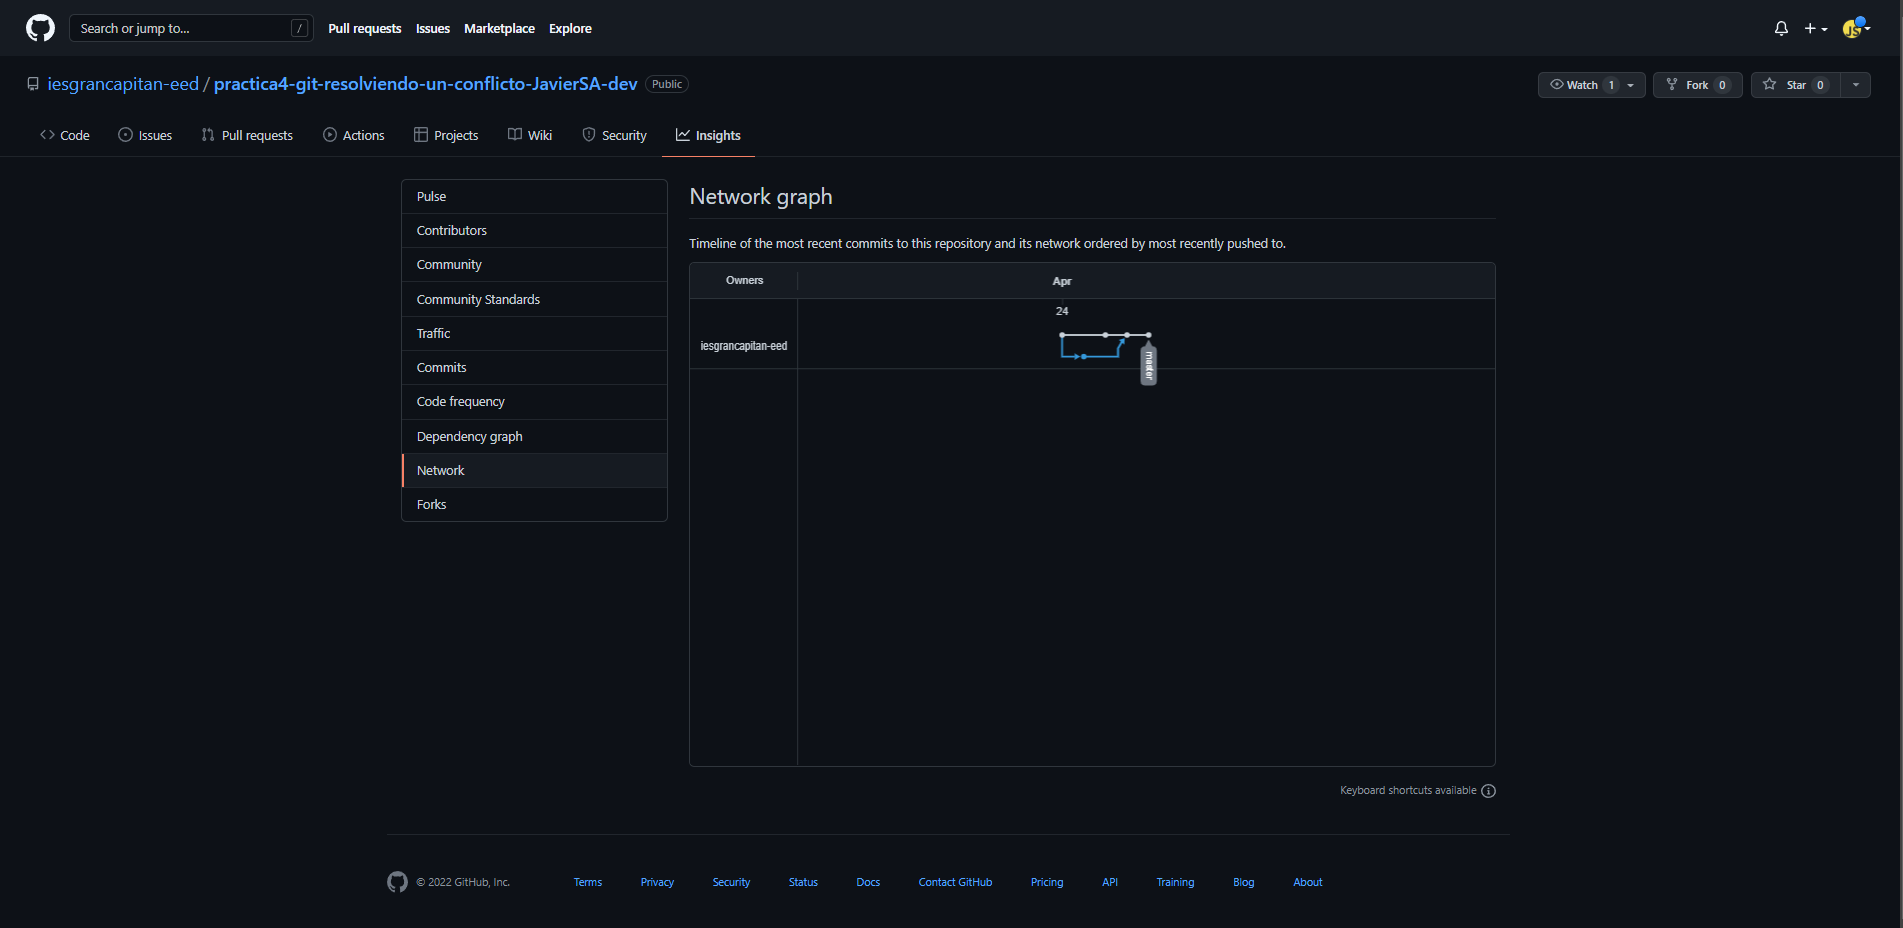 Search or jump to... / Pull requests Issues Marketplace Explore
iesgrancapitan-eed / practica4-git-resolviendo-un-conflicto-JavierSA-dev Public Watch 1 Fork 0 Star 0
Code Issues Pull requests Actions Projects Wiki Security Insights
Pulse
Contributors
Community
Community Standards
Traffic
Commits
Code frequency
Dependency graph
Network
Forks
Network graph
Timeline of the most recent commits to this repository and its network ordered by most recently pushed to.
Owners Apr
24
iesgrancapitan-eed
master
Keyboard shortcuts available
© 2022 GitHub, Inc. Terms Privacy Security Status Docs Contact GitHub Pricing API Training Blog About